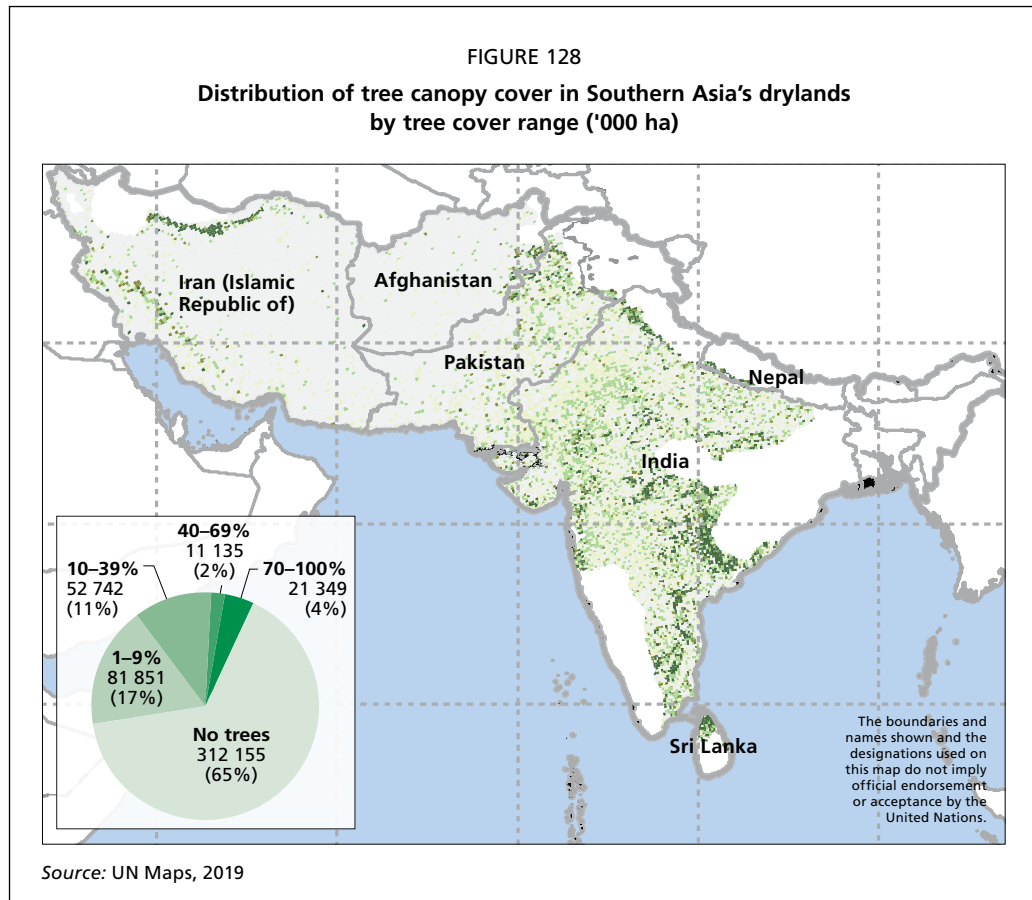 FIGURE 128
Distribution of tree canopy cover in Southern Asia's drylands
by tree cover range ('000 ha)
Iran (Islamic
Republic of)
Afghanistan
Pakistan
Nepal
India
Sri Lanka
40–69%
11 135
(2%)
10–39%
52 742
(11%)
70–100%
21 349
(4%)
1–9%
81 851
(17%)
No trees
312 155
(65%)
The boundaries and
names shown and the
designations used on
this map do not imply
official endorsement
or acceptance by the
United Nations.
Source: UN Maps, 2019